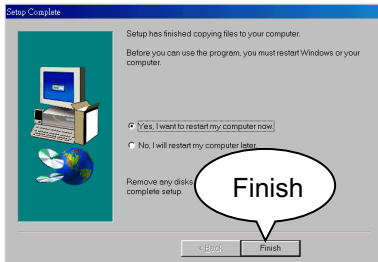 Setup Complete
Setup has finished copying files to your computer.
Before you can use the program, you must restart Windows or your
computer.
Yes, I want to restart my computer now.
No, I will restart my computer later.
Remove any disks
complete setup.
Finish
< Back
Finish